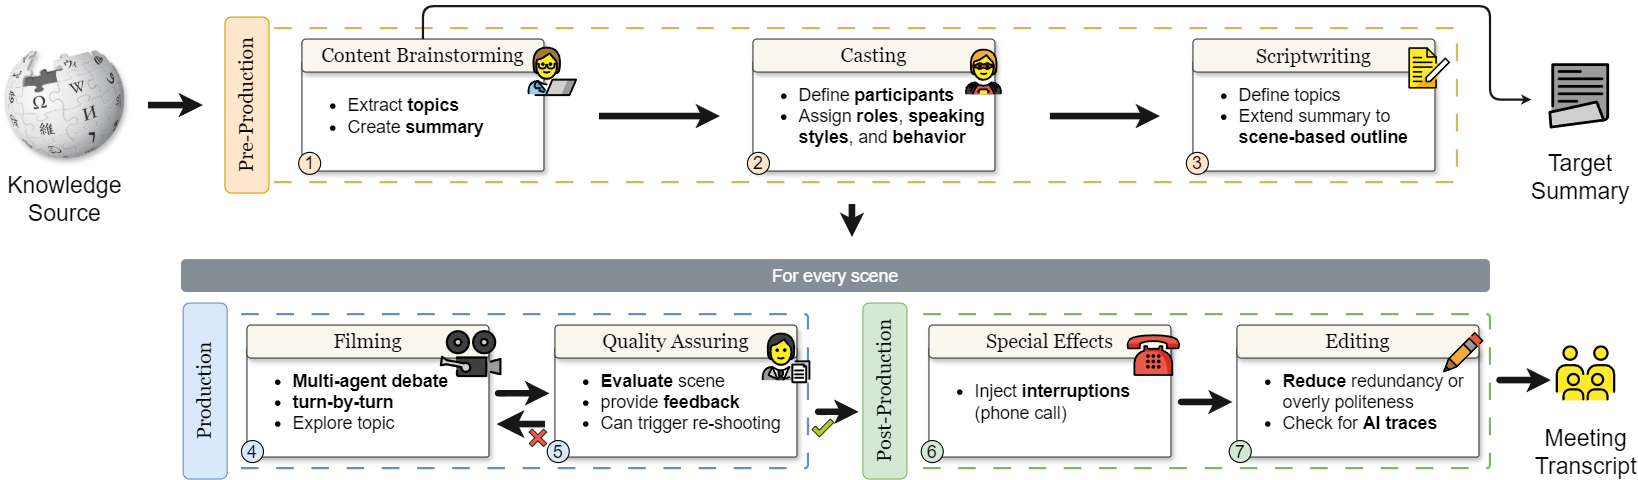 Knowledge
Source
Pre-Production
Content Brainstorming
• Extract topics
• Create summary
1
Casting
• Define participants
• Assign roles, speaking
styles, and behavior
2
Scriptwriting
• Define topics
• Extend summary to
scene-based outline
3
Target
Summary
For every scene
Production
Filming
• Multi-agent debate
• turn-by-turn
• Explore topic
4
Quality Assuring
• Evaluate scene
• provide feedback
• Can trigger re-shooting
5
Post-Production
Special Effects
• Inject interruptions
(phone call)
6
Editing
• Reduce redundancy or
overly politeness
• Check for AI traces
7
Meeting
Transcript
Ω
W
И
維